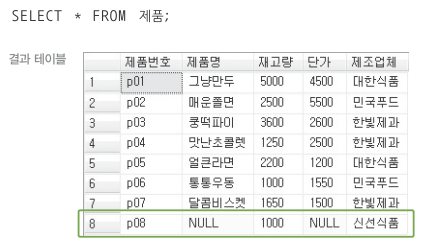 SELECT * FROM 제품;
결과 테이블
제품번호 제품명 재고량 단가 제조업체
1 p01 그냥만두 5000 4500 대한식품
2 p02 매운쫄면 2500 5500 민국푸드
3 p03 쿵떡파이 3600 2600 한빛제과
4 p04 맛난초콜렛 1250 2500 한빛제과
5 p05 얼큰라면 2200 1200 대한식품
6 p06 통통우동 1000 1550 민국푸드
7 p07 달콤비스켓 1650 1500 한빛제과
8 p08 NULL 1000 NULL 신선식품